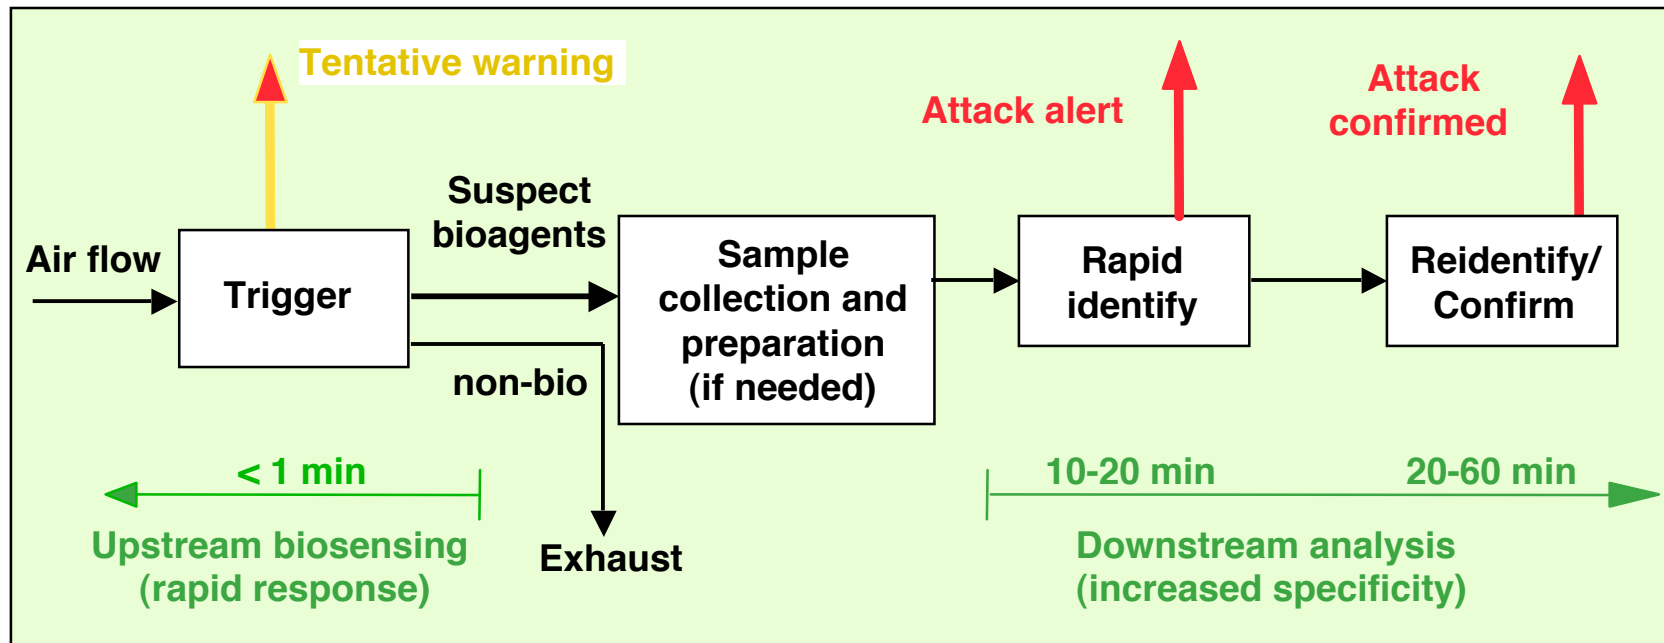 Tentative warning
Attack alert
Attack
confirmed
Air flow
Trigger
Suspect
bioagents
non-bio
Exhaust
Sample
collection and
preparation
(if needed)
Rapid
identify
Reidentify/
Confirm
< 1 min
Upstream biosensing
(rapid response)
10-20 min
20-60 min
Downstream analysis
(increased specificity)